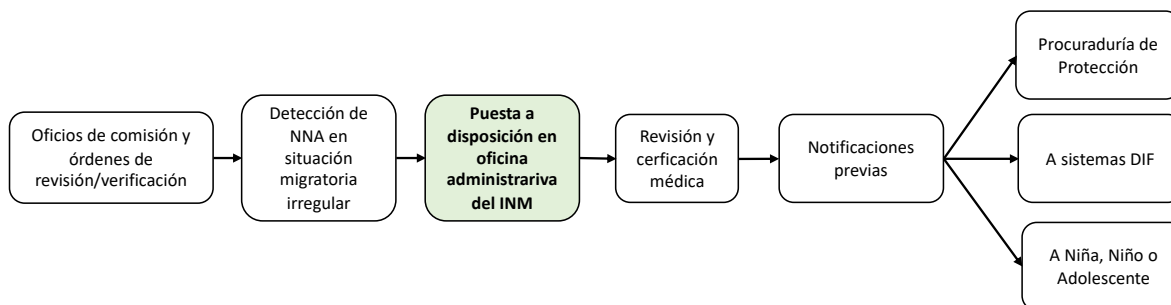 Oficios de comisión y
órdenes de
revisión/verificación
Detección de
NNA en
situación
migratoria
irregular
Puesta a
disposición en
oficina
administrariva
del INM
Revisión y
cerficación
médica
Notificaciones
previas
Procuraduría de
Protección
A sistemas DIF
A Niña, Niño o
Adolescente